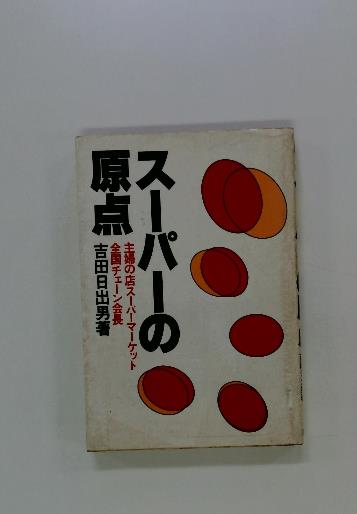 スーパーの
原点
主婦の店スーパーマーケット
全国チェーン会長
吉田日出男著